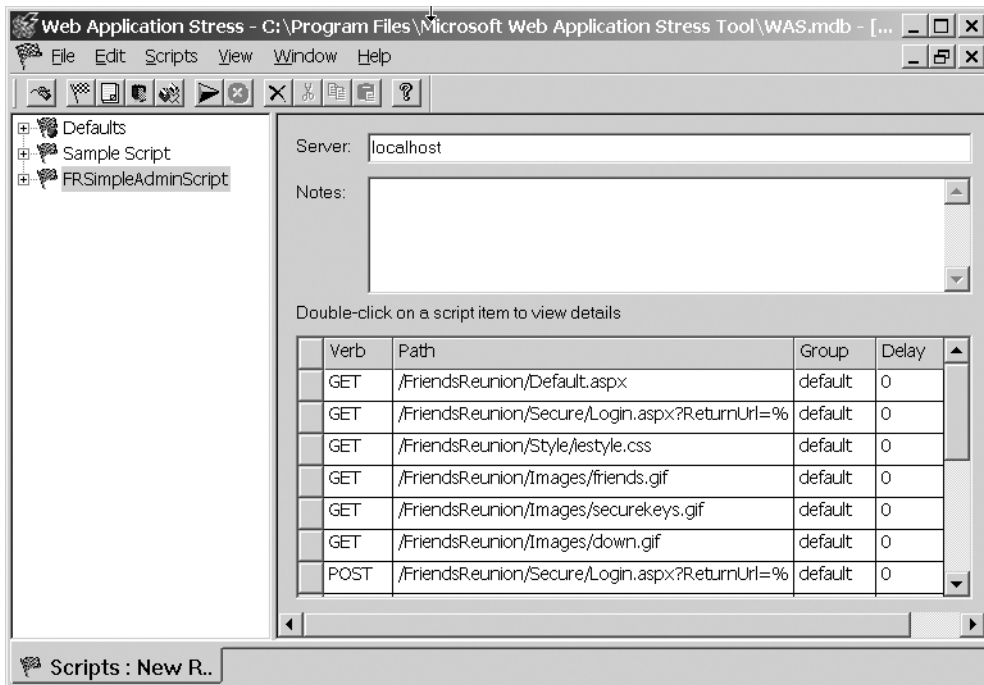 Web Application Stress - C:\Program Files\Microsoft Web Application Stress Tool\WAS.mdb - [...
File Edit Scripts View Window Help
Defaults
Sample Script
FRSimpleAdminScript
Server: localhost
Notes:
Double-click on a script item to view details
Verb Path Group Delay
GET /FriendsReunion/Default.aspx default 0
GET /FriendsReunion/Secure/Login.aspx?ReturnUrl=% default 0
GET /FriendsReunion/Style/iestyle.css default 0
GET /FriendsReunion/Images/friends.gif default 0
GET /FriendsReunion/Images/securekeys.gif default 0
GET /FriendsReunion/Images/down.gif default 0
POST /FriendsReunion/Secure/Login.aspx?ReturnUrl=% default 0
Scripts : New R..